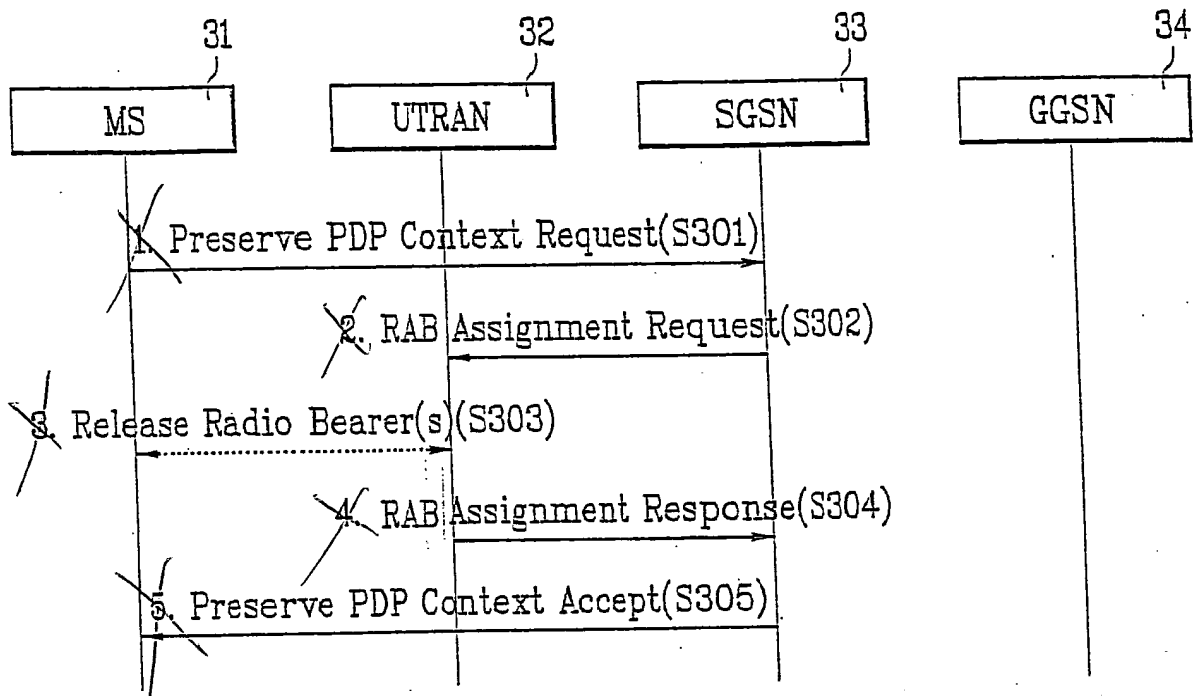 31 32 33 34
MS UTRAN SGSN GGSN
1. Preserve PDP Context Request(S301)
2. RAB Assignment Request(S302)
3. Release Radio Bearer(s)(S303)
4. RAB Assignment Response(S304)
5. Preserve PDP Context Accept(S305)